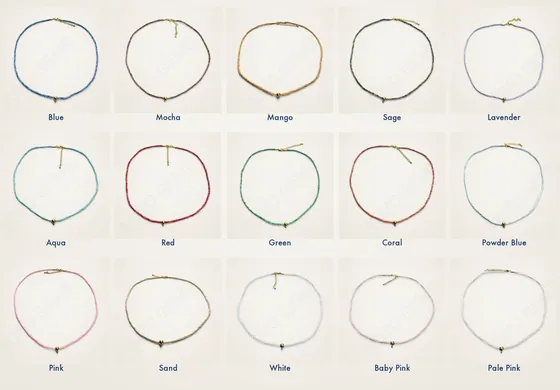 Blue
Mocha
Mango
Sage
Lavender
Aqua
Red
Green
Coral
Powder Blue
Pink
Sand
White
Baby Pink
Pale Pink